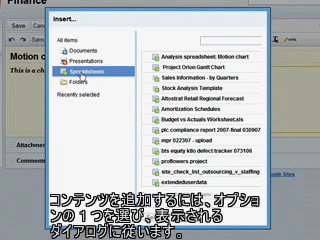 Finance
Insert...
All items
Documents
Presentations
Spreadsheets
Folders
Recently selected
Analysis spreadsheet: Motion chart
Project Orion Gantt Chart
Sales Information - by Quarters
Stock Analysis Template
Altostrat Retail Regional Forecast
Amortization Schedules
Budget vs Actuals Worksheet.xls
plc compliance report 2007-final 030907
mpr 022307 - upload
bts equity kilo defect tracker 073106
proflowers project
site_check_list_outsourcing_v_staffing
extendeduserdata
Save
Motion c
This is a ch
Attachme
Comments
Sites
コンテンツを追加するには、オプショ
ンの１つを選び、表示される
ダイアログに従います。